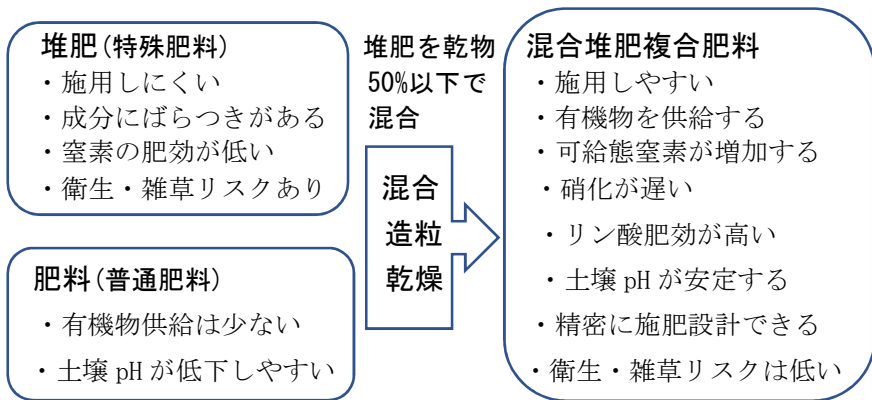 堆肥(特殊肥料)
・施用しにくい
・成分にばらつきがある
・窒素の肥効が低い
・衛生・雑草リスクあり
肥料(普通肥料)
・有機物供給は少ない
・土壌 pH が低下しやすい
堆肥を乾物
50%以下で
混合
混合
造粒
乾燥
混合堆肥複合肥料
・施用しやすい
・有機物を供給する
・可給態窒素が増加する
・硝化が遅い
・リン酸肥効が高い
・土壌 pH が安定する
・精密に施肥設計できる
・衛生・雑草リスクは低い